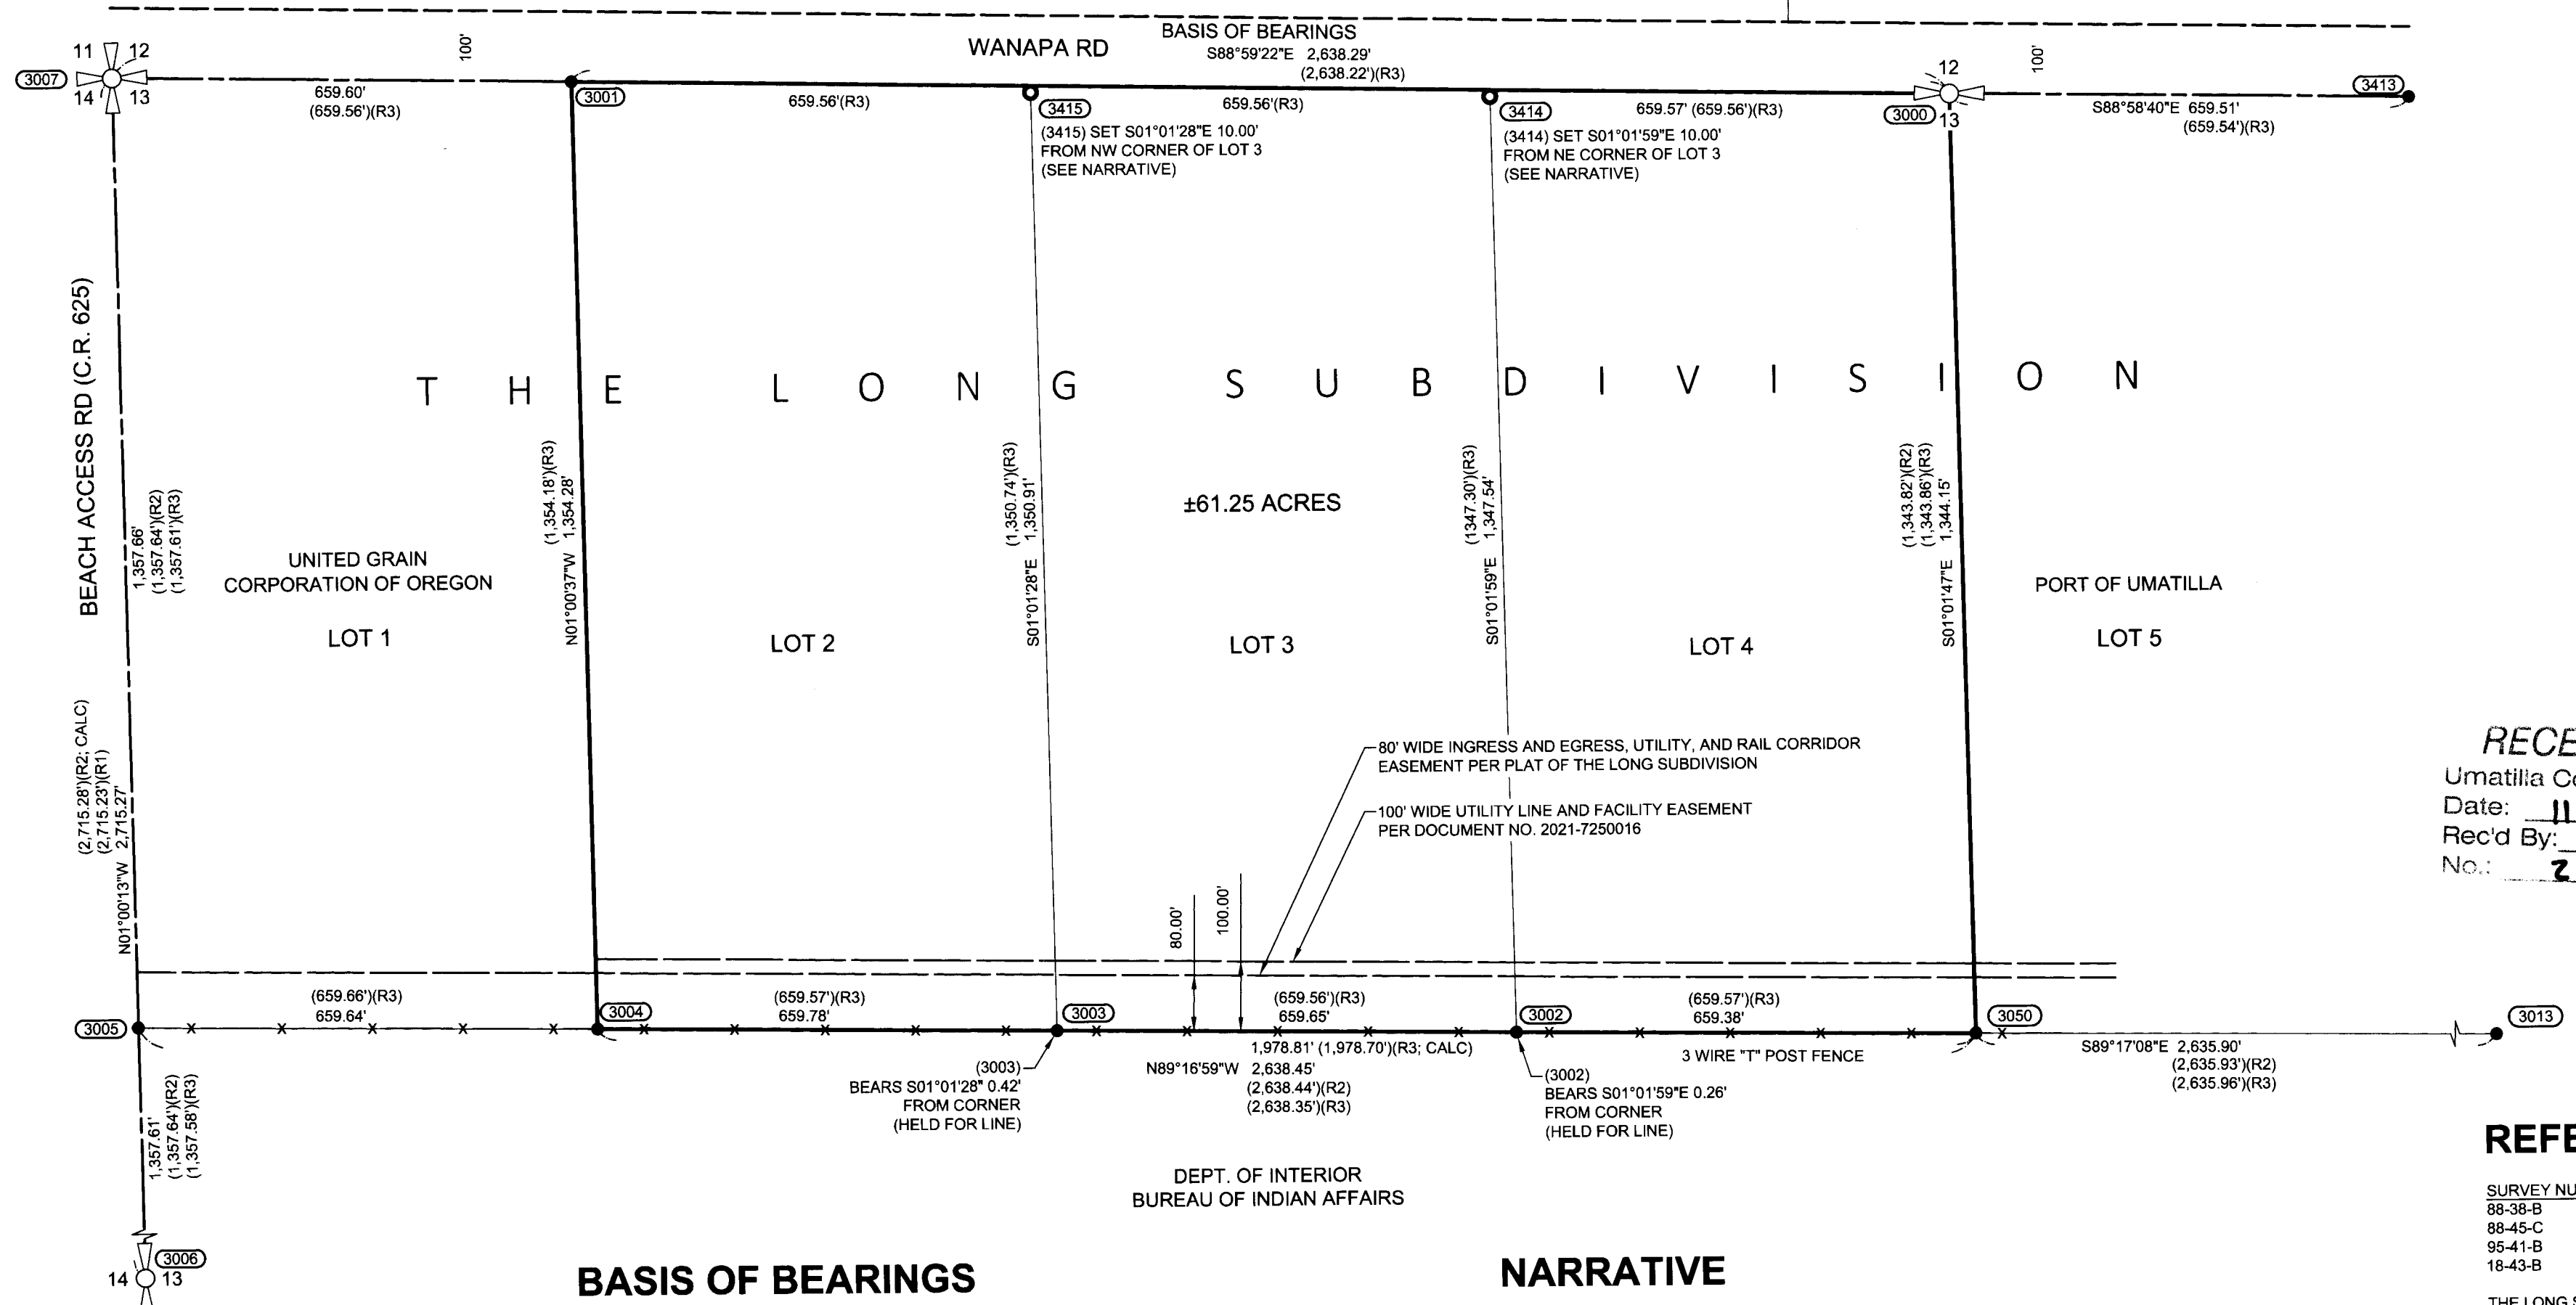 BASIS OF BEARINGS
WANAPA RD
S88°59'22"E 2,638.29'
(2,638.22')(R3)
100'
100'
11 12
14 13
3007
659.60'
(659.56')(R3)
3001
659.56'(R3)
3415
(3415) SET S01°01'28"E 10.00'
FROM NW CORNER OF LOT 3
(SEE NARRATIVE)
659.56'(R3)
3414
(3414) SET S01°01'59"E 10.00'
FROM NE CORNER OF LOT 3
(SEE NARRATIVE)
659.57' (659.56')(R3)
3000
12
13
S88°58'40"E 659.51'
(659.54')(R3)
3413
THE LONG SUBDIVISION
BEACH ACCESS RD (C.R. 625)
1,357.66'
(1,357.64')(R2)
(1,357.61')(R3)
(2,715.28')(R2; CALC)
(2,715.23')(R1)
N01°00'13"W 2,715.27'
UNITED GRAIN
CORPORATION OF OREGON
LOT 1
(1,354.18')(R3)
N01°00'37"W 1,354.28'
LOT 2
(1,350.74')(R3)
S01°01'28"E 1,350.91'
±61.25 ACRES
LOT 3
(1347.30')(R3)
S01°01'59"E 1,347.54'
LOT 4
(1,343.82')(R2)
(1,343.86')(R3)
S01°01'47"E 1,344.15'
PORT OF UMATILLA
LOT 5
80' WIDE INGRESS AND EGRESS, UTILITY, AND RAIL CORRIDOR
EASEMENT PER PLAT OF THE LONG SUBDIVISION
100' WIDE UTILITY LINE AND FACILITY EASEMENT
PER DOCUMENT NO. 2021-7250016
80.00'
100.00'
RECE
Umatilla Co
Date: 11
Rec'd By:
No.: 2
3005
(659.66')(R3)
659.64'
3004
(659.57')(R3)
659.78'
3003
(659.56')(R3)
659.65'
3002
(659.57')(R3)
659.38'
3050
3013
1,978.81' (1,978.70')(R3; CALC)
N89°16'59"W 2,638.45'
(2,638.44')(R2)
(2,638.35')(R3)
3 WIRE "T" POST FENCE
S89°17'08"E 2,635.90'
(2,635.93')(R2)
(2,635.96')(R3)
(3003)
BEARS S01°01'28" 0.42'
FROM CORNER
(HELD FOR LINE)
(3002)
BEARS S01°01'59"E 0.26'
FROM CORNER
(HELD FOR LINE)
1,357.61'
(1,357.64')(R2)
(1,357.58')(R3)
DEPT. OF INTERIOR
BUREAU OF INDIAN AFFAIRS
3006
14 13
BASIS OF BEARINGS
NARRATIVE
REFE
SURVEY NU
88-38-B
88-45-C
95-41-B
18-43-B
THE LONG S